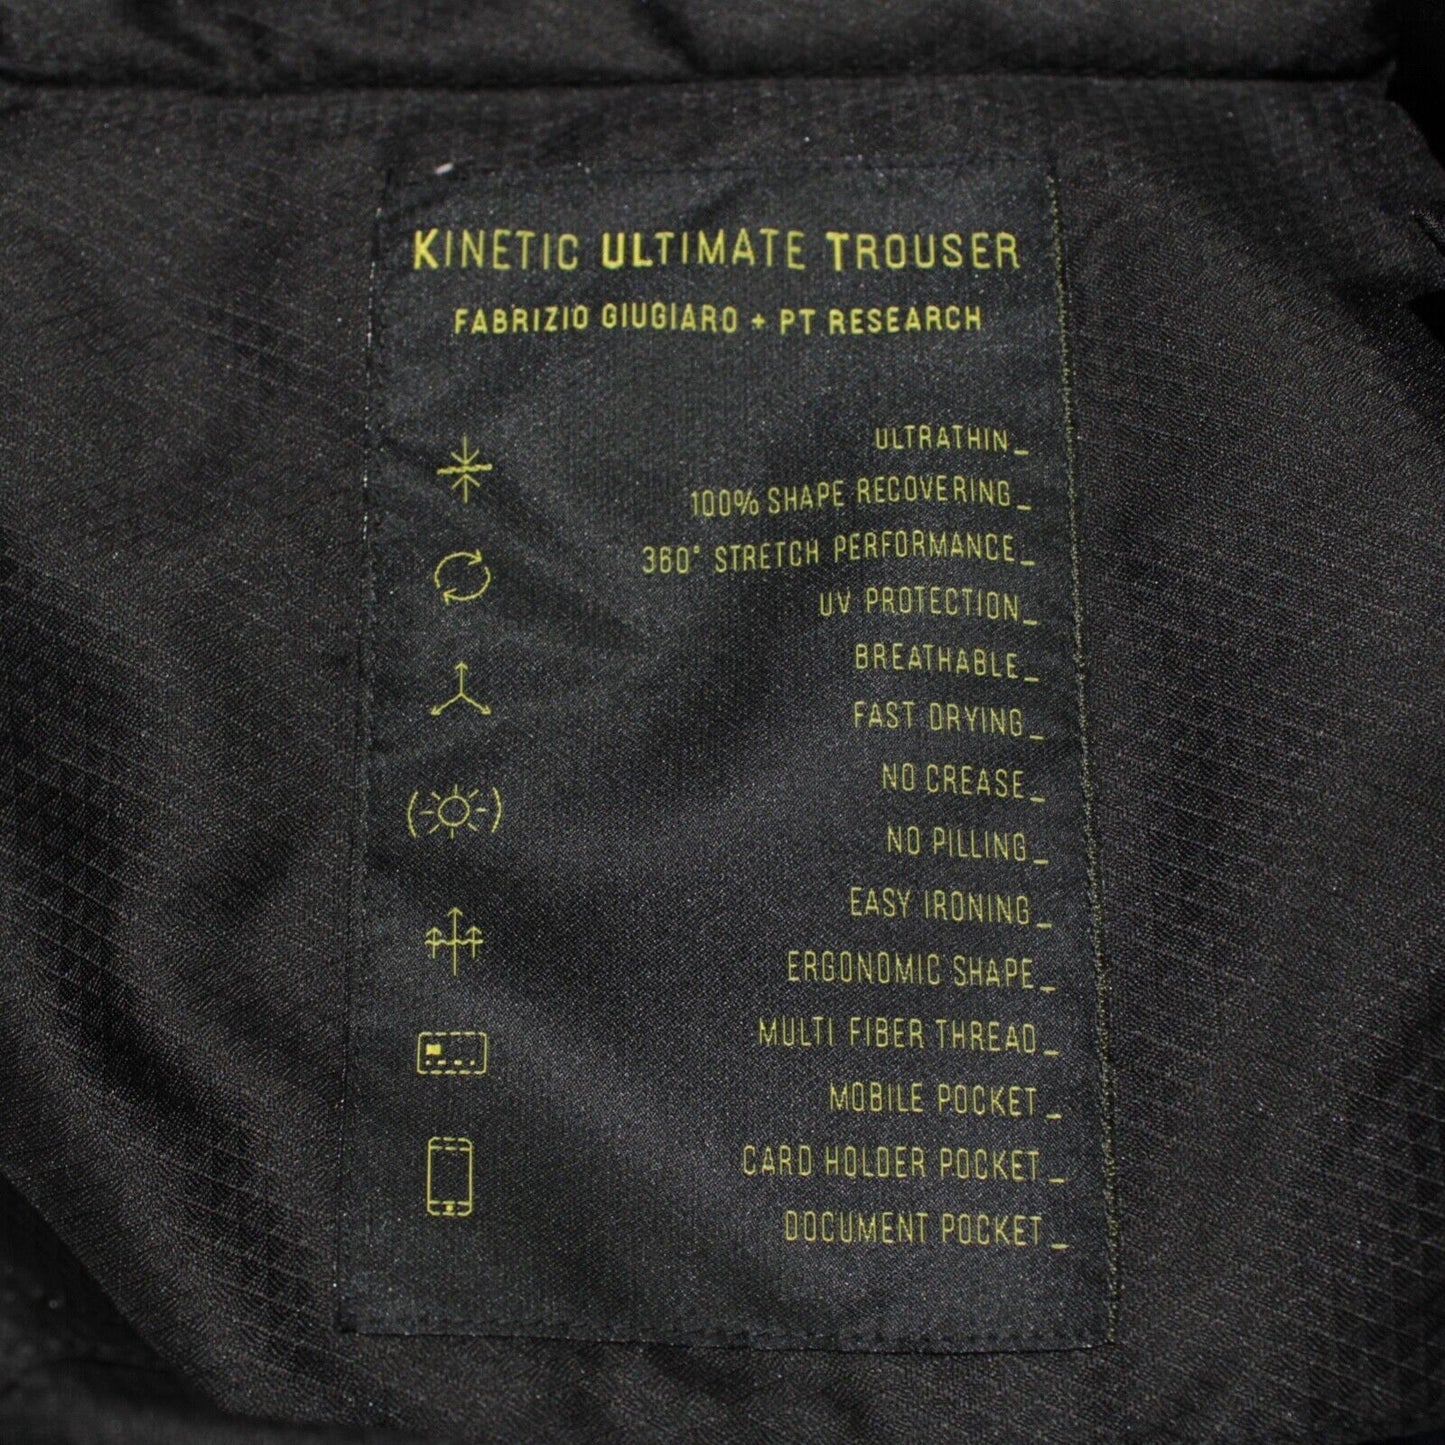 KINETIC ULTIMATE TROUSER
FABRIZIO GIUGIARO + PT RESEARCH
ULTRATHIN_
100% SHAPE RECOVERING_
360° STRETCH PERFORMANCE_
UV PROTECTION_
BREATHABLE_
FAST DRYING_
NO CREASE_
NO PILLING_
EASY IRONING_
ERGONOMIC SHAPE_
MULTI FIBER THREAD_
MOBILE POCKET_
CARD HOLDER POCKET_
DOCUMENT POCKET_